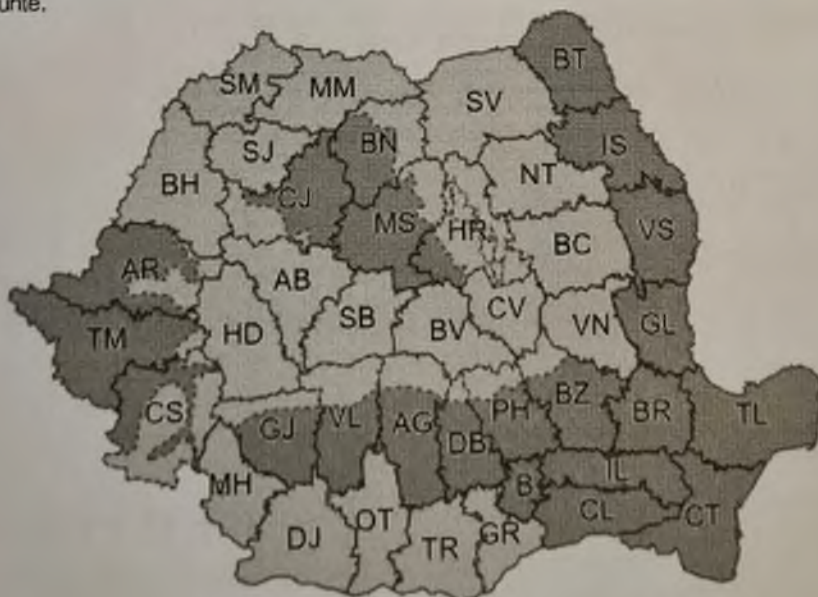 unte.
BT
SM
MM
SV
BN
IS
SJ
BH
NT
CJ
MS
HR
VS
BC
AR
AB
CV
SB
VN
GL
TM
HD
BV
CS
BZ
BR
TL
PH
VL
AG
GJ
DB
MH
B
IL
CL
CT
OT
DJ
TR
GR